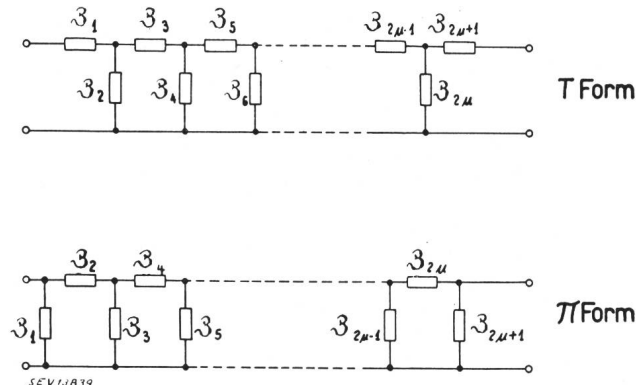 ℨ₁ ℨ₃ ℨ₅ ℨ₂μ₋₁ ℨ₂μ₊₁
ℨ₂ ℨ₄ ℨ₆ ℨ₂μ
T Form
ℨ₂ ℨ₄ ℨ₂μ
ℨ₁ ℨ₃ ℨ₅ ℨ₂μ₋₁ ℨ₂μ₊₁
π Form